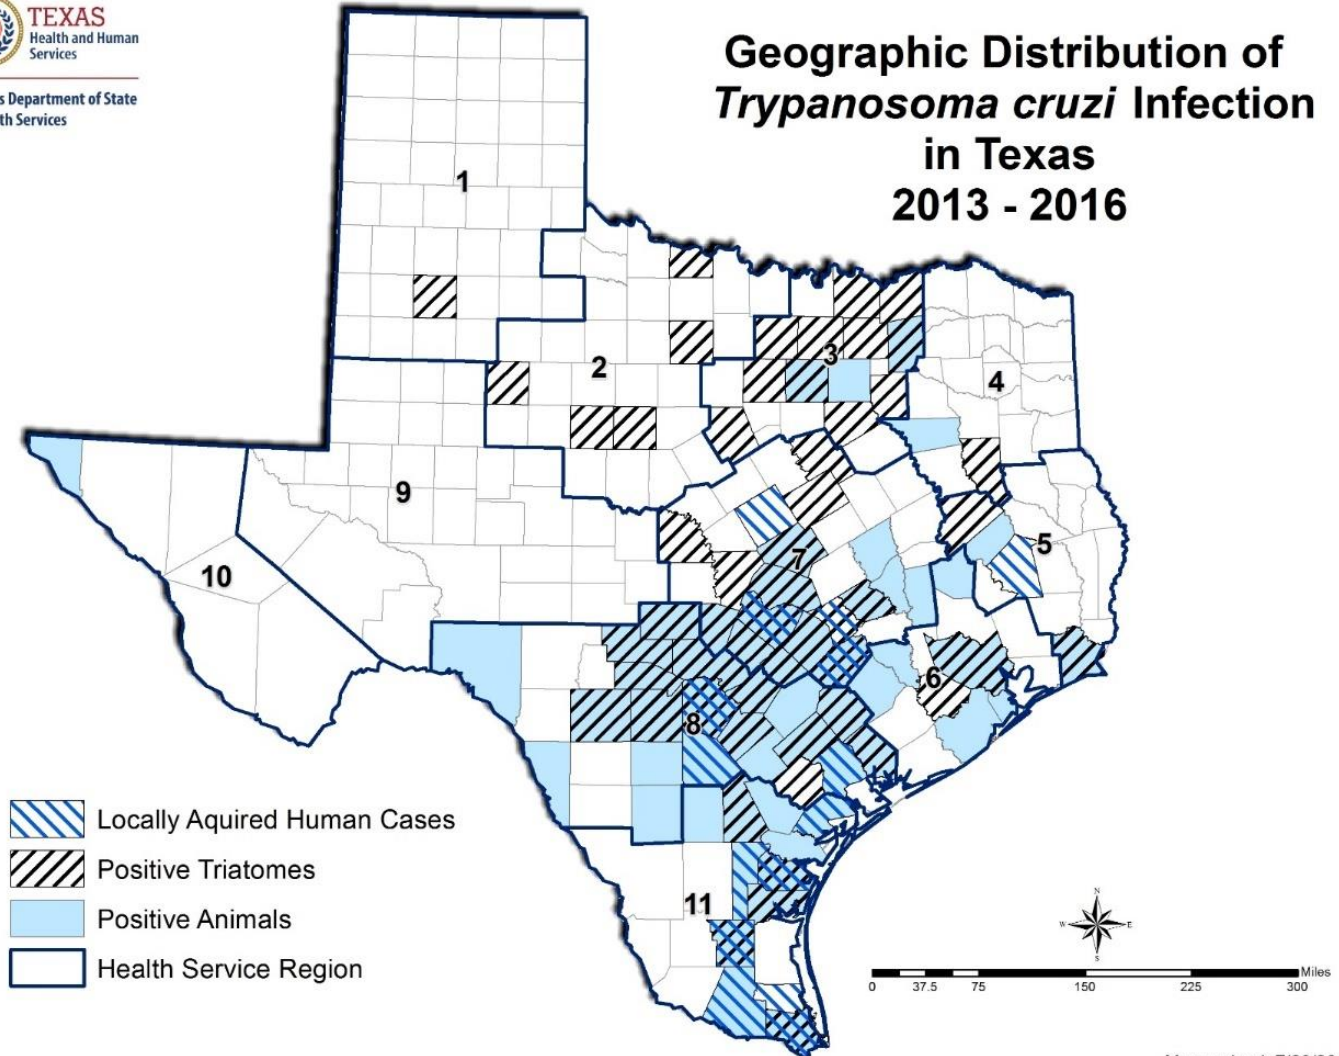 TEXAS
Health and Human
Services
s Department of State
th Services
Geographic Distribution of
Trypanosoma cruzi Infection
in Texas
2013 - 2016
1
2
3
4
5
6
7
8
9
10
11
Locally Aquired Human Cases
Positive Triatomes
Positive Animals
Health Service Region
N
W
E
S
Miles
0 37.5 75 150 225 300